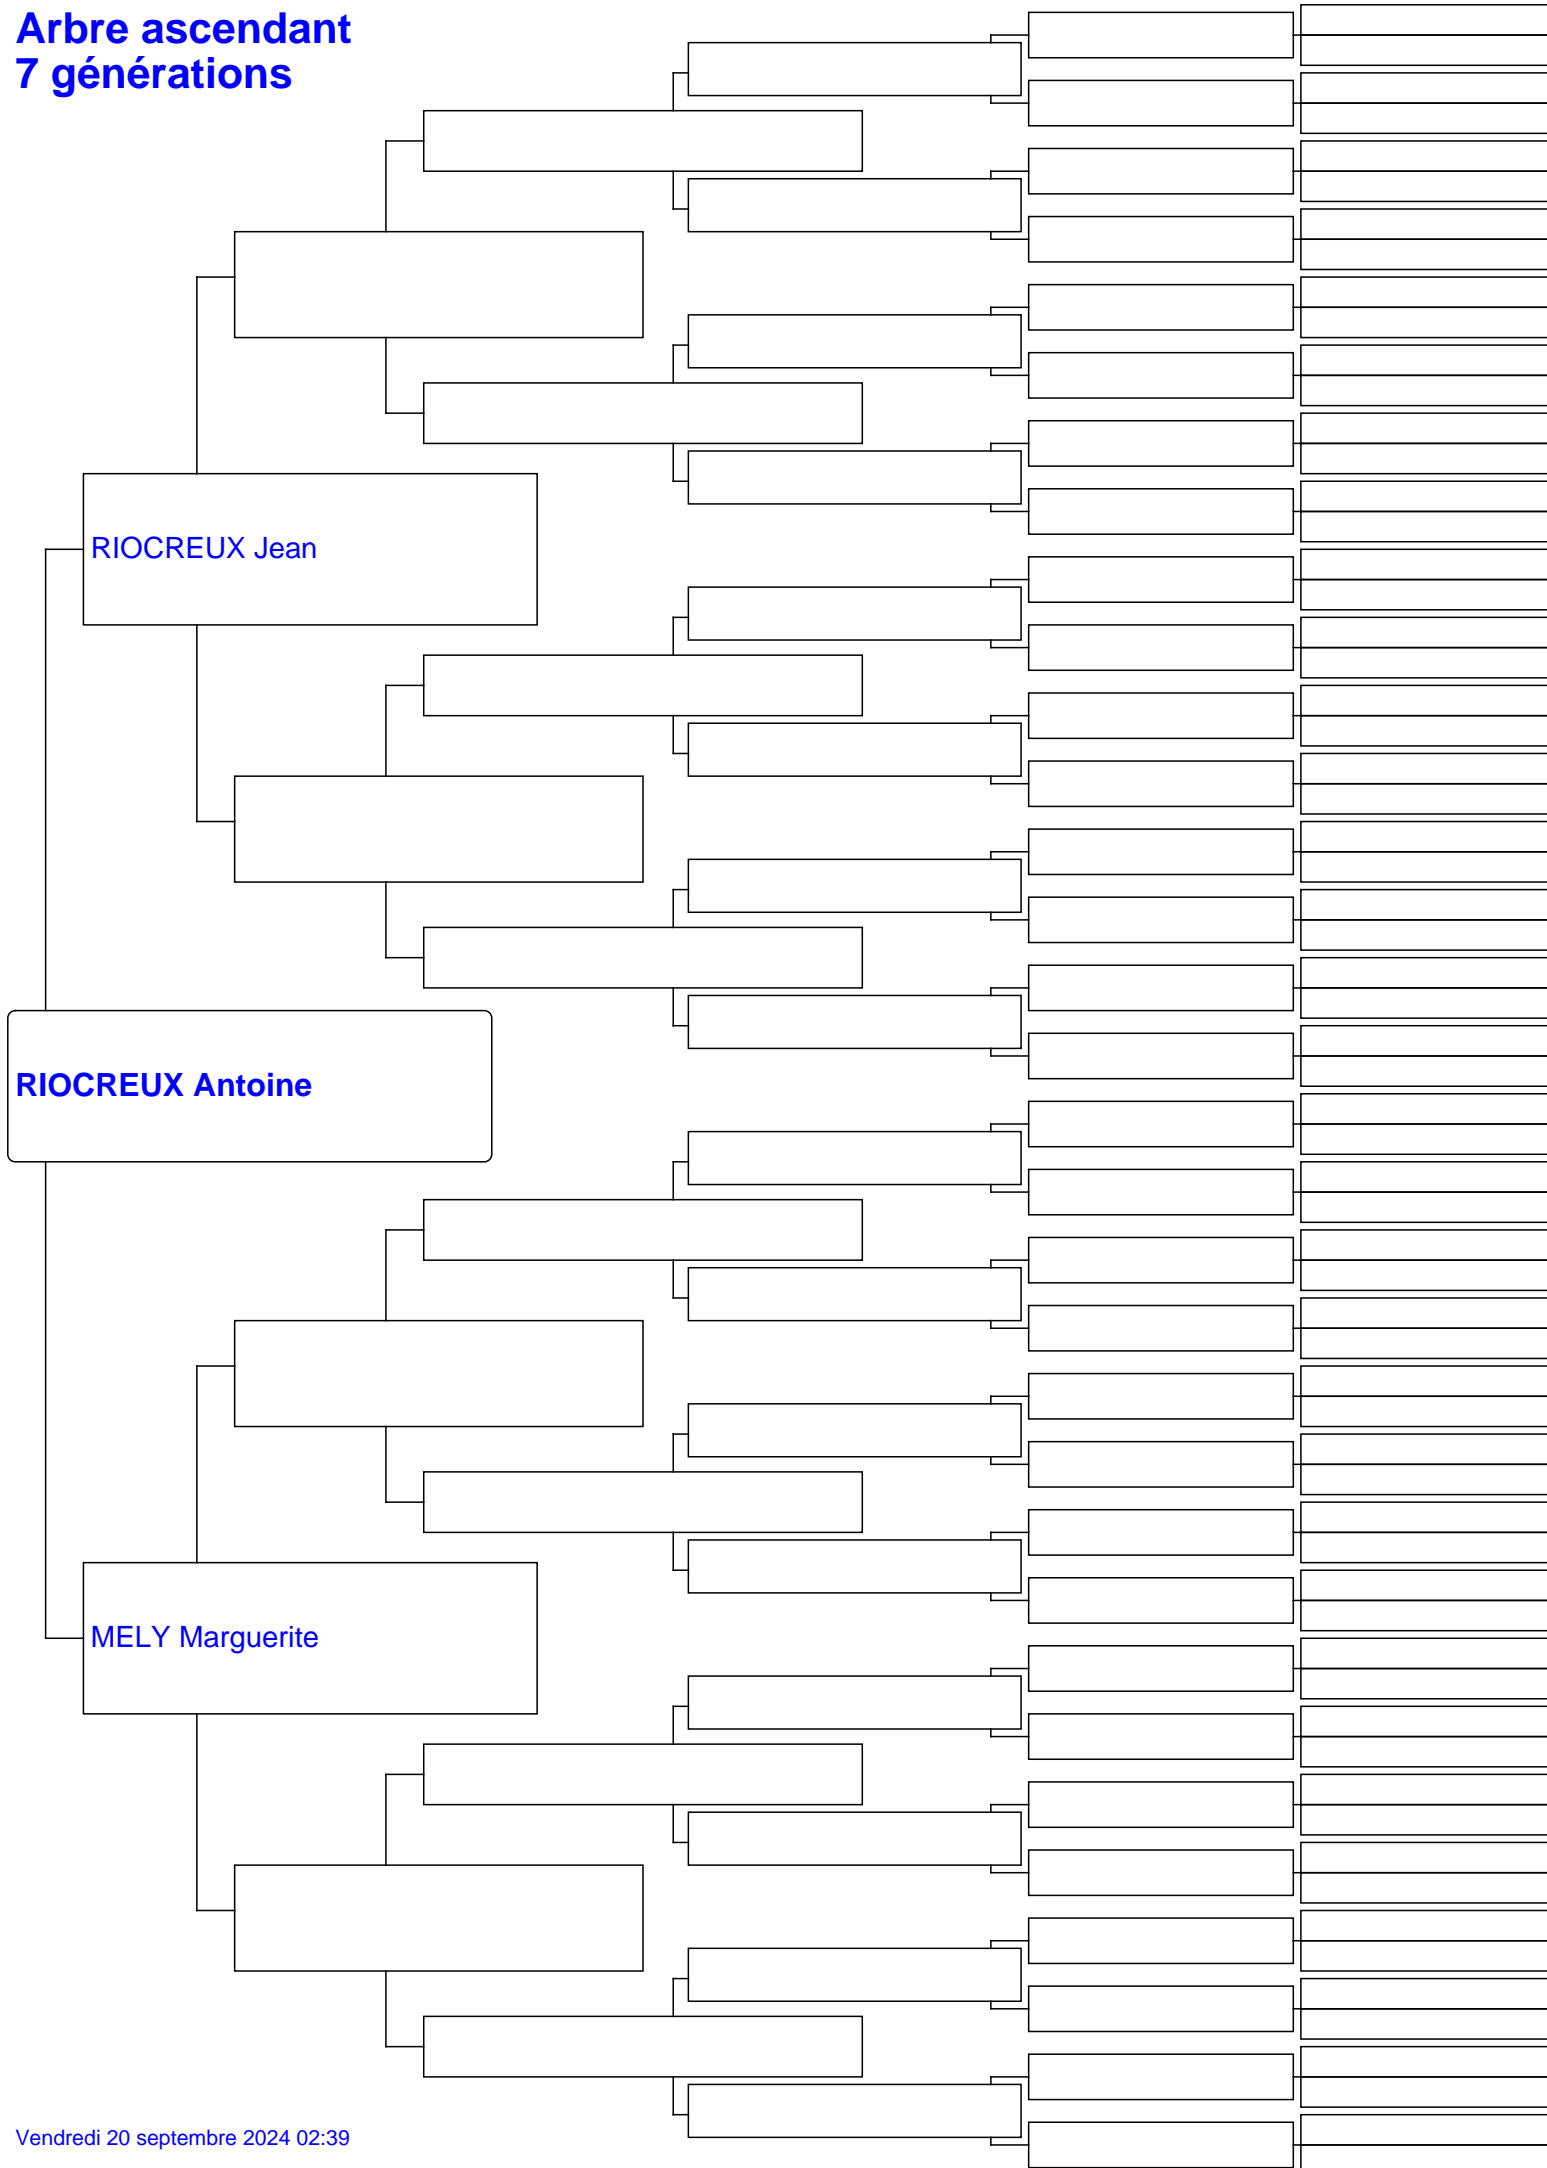 Arbre ascendant
7 générations
RIOCREUX Jean
RIOCREUX Antoine
MELY Marguerite
Vendredi 20 septembre 2024 02:39